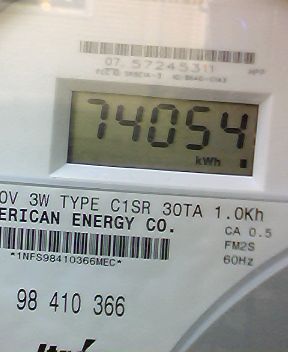 07 57245311
74054
kWh
0V 3W TYPE C1SR 30TA 1.0Kh
ERICAN ENERGY CO.
CA 0.5
FM2S
*1NFS98410366MEC*
60Hz
98 410 366